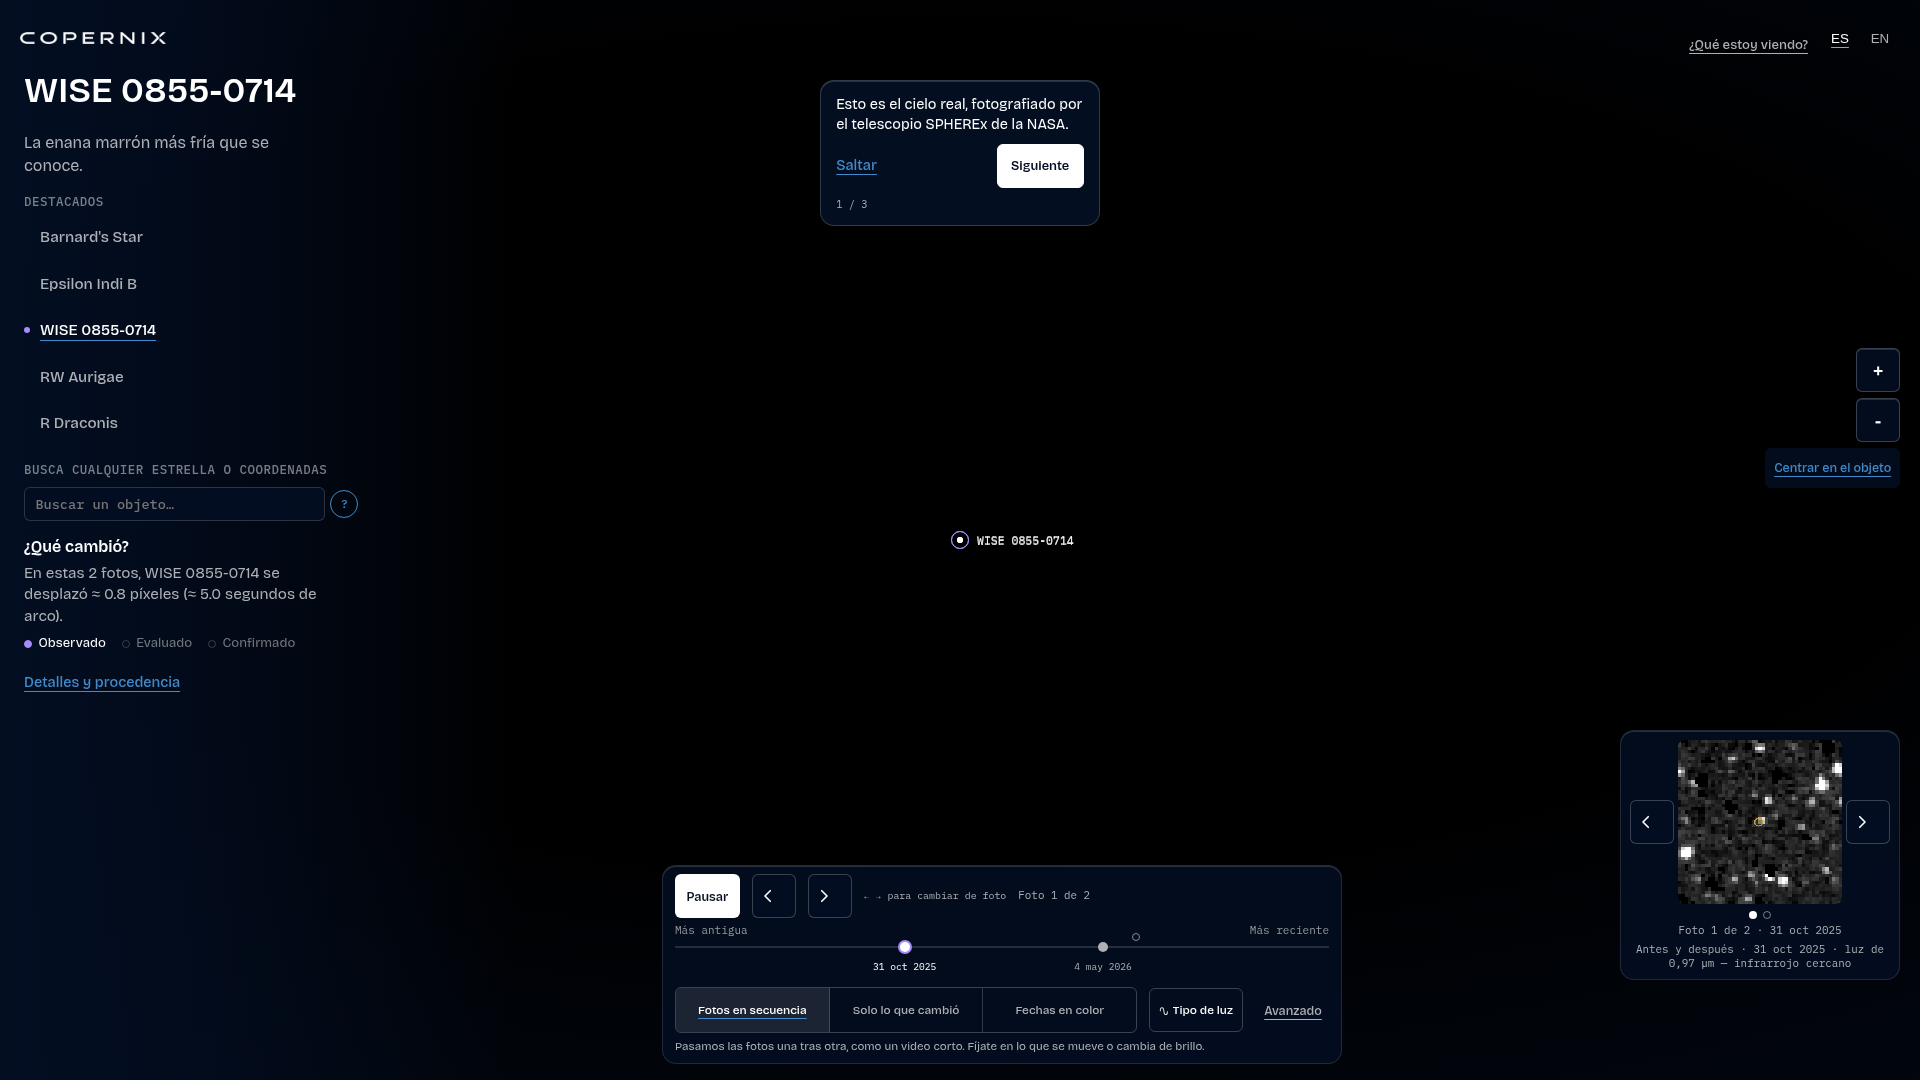 COPERNIX
¿Qué estoy viendo?
ES
EN
WISE 0855-0714
La enana marrón más fría que se
conoce.
DESTACADOS
Barnard's Star
Epsilon Indi B
WISE 0855-0714
RW Aurigae
R Draconis
BUSCA CUALQUIER ESTRELLA O COORDENADAS
Buscar un objeto…
?
¿Qué cambió?
En estas 2 fotos, WISE 0855-0714 se
desplazó ≈ 0.8 píxeles (≈ 5.0 segundos de
arco).
Observado
Evaluado
Confirmado
Detalles y procedencia
Esto es el cielo real, fotografiado por
el telescopio SPHEREx de la NASA.
Saltar
Siguiente
1 / 3
+
-
Centrar en el objeto
WISE 0855-0714
Pausar
← → para cambiar de foto
Foto 1 de 2
Más antigua
Más reciente
31 oct 2025
4 may 2026
Fotos en secuencia
Solo lo que cambió
Fechas en color
∿ Tipo de luz
Avanzado
Pasamos las fotos una tras otra, como un video corto. Fíjate en lo que se mueve o cambia de brillo.
Foto 1 de 2 · 31 oct 2025
Antes y después · 31 oct 2025 · luz de
0,97 µm — infrarrojo cercano